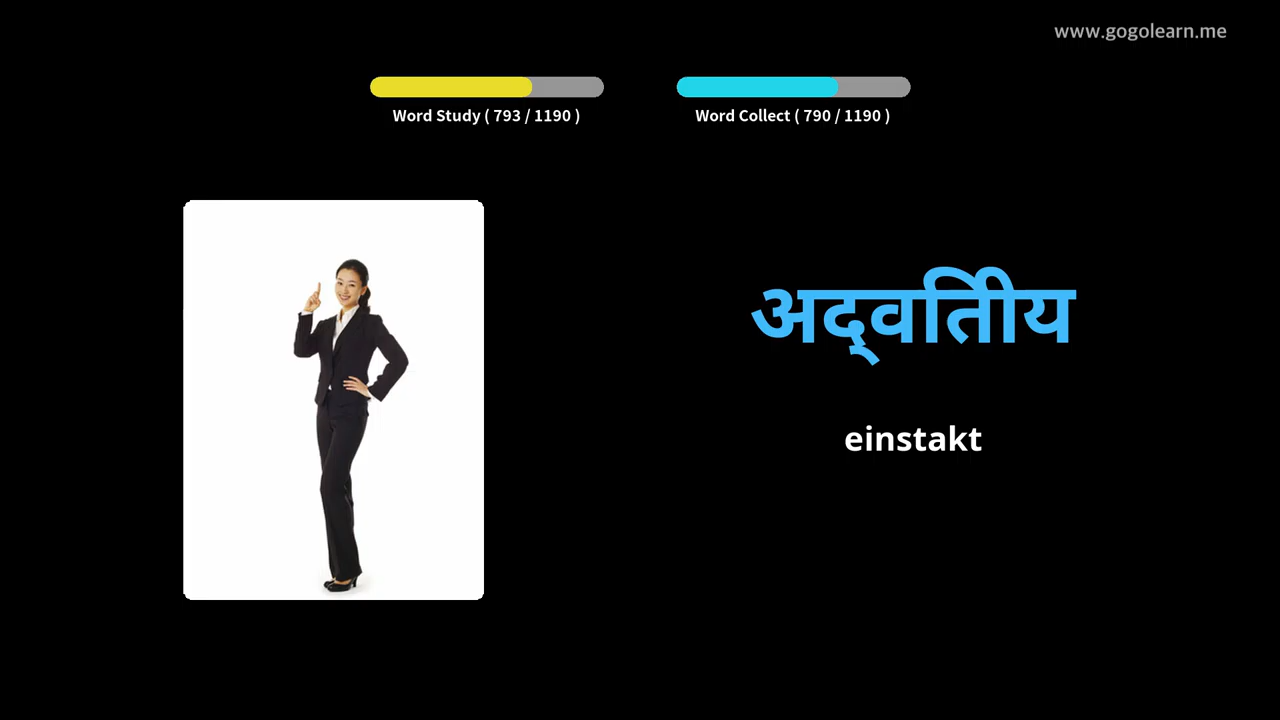 www.gogolearn.me
Word Study ( 793 / 1190 )
Word Collect ( 790 / 1190 )
अद्वितीय
einstakt